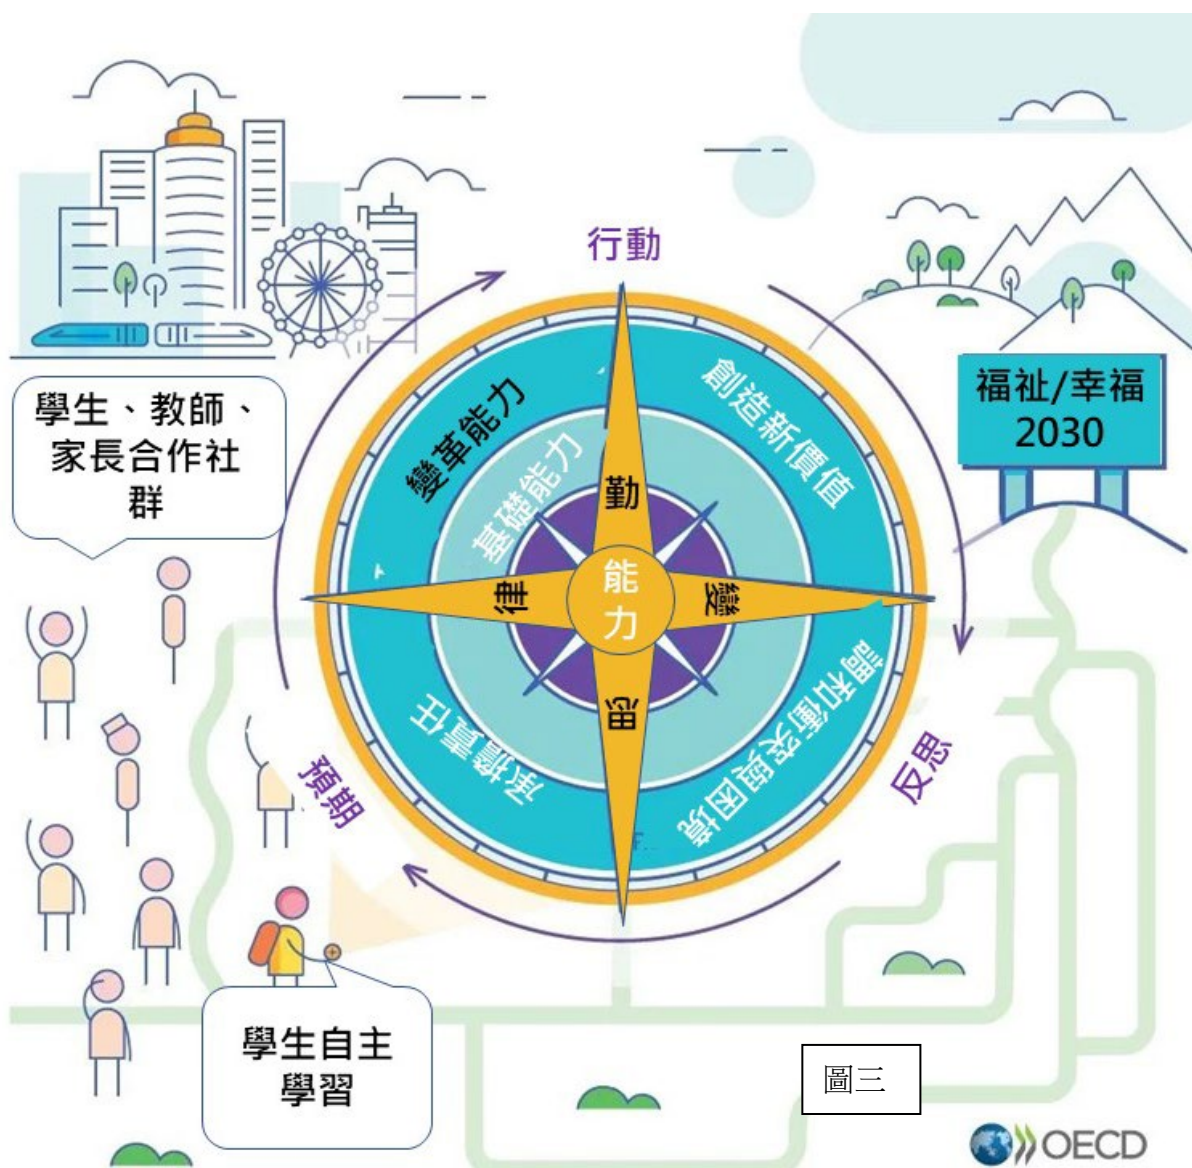 行動
學生、教師、
家長合作社
群
福祉/幸福
2030
變革能力
創造新價值
基礎能力
勤
律
能
力
變
思
承擔責任
調和衝突與困境
預期
反思
學生自主
學習
圖三
OECD